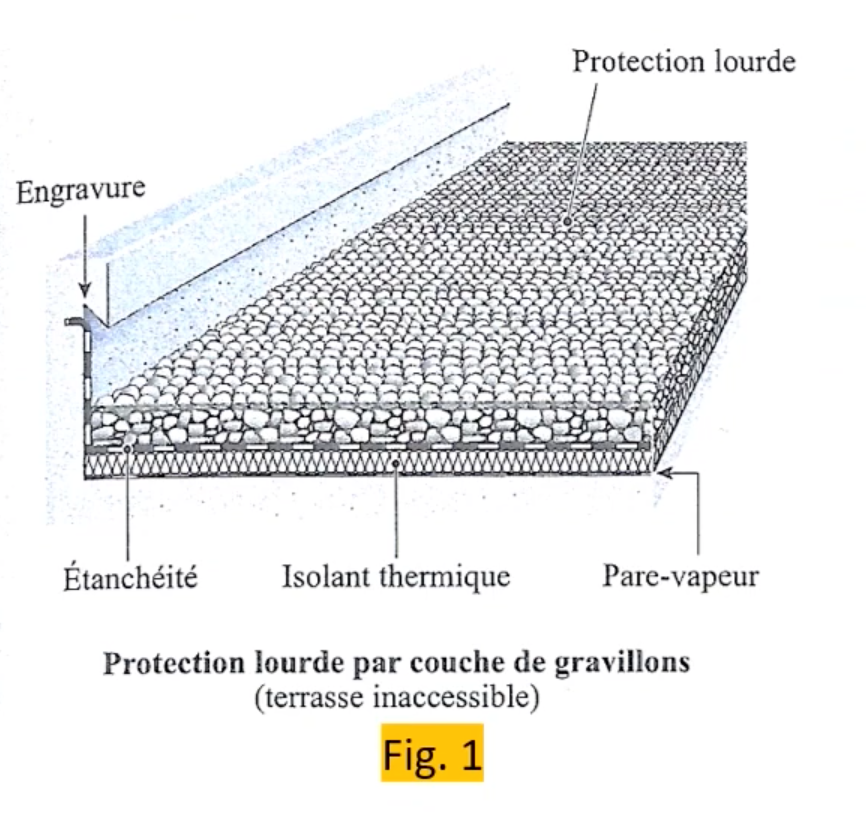 Protection lourde
Engravure
Étanchéité
Isolant thermique
Pare-vapeur
Protection lourde par couche de gravillons
(terrasse inaccessible)
Fig. 1